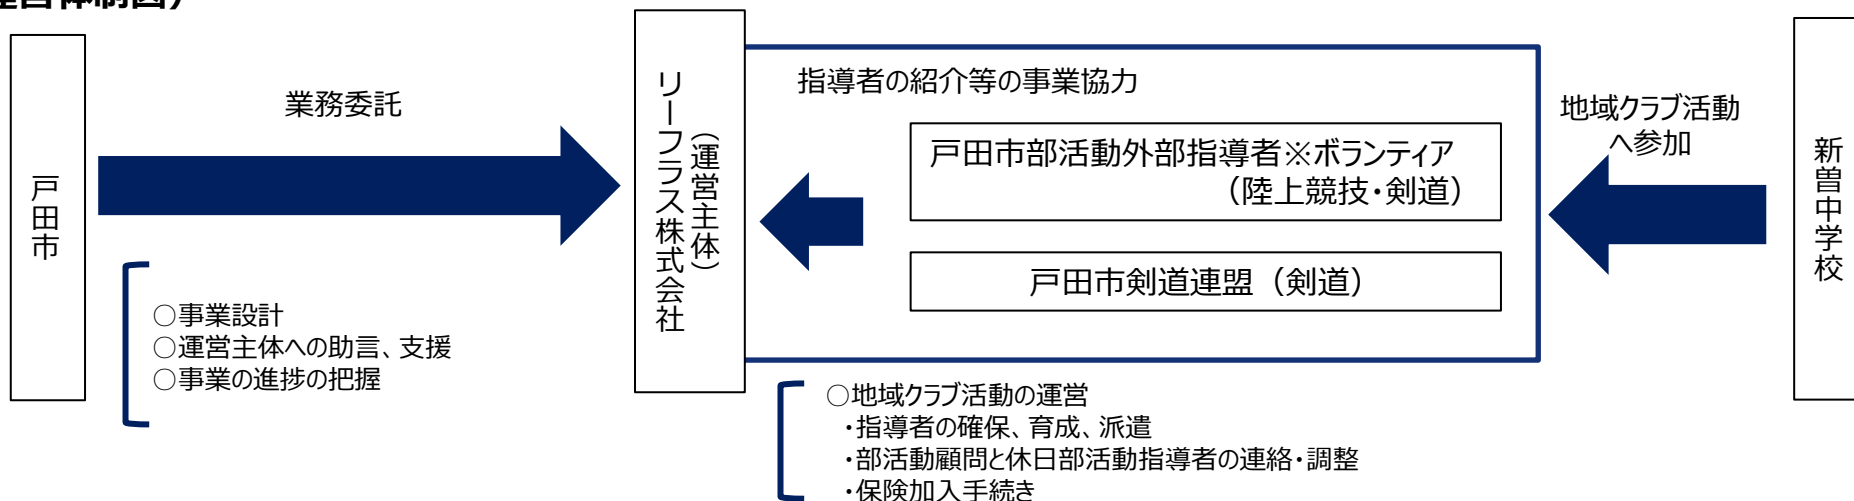 運営体制図)
戸田市
業務委託
○事業設計
○運営主体への助言、支援
○事業の進捗の把握
リーフラス株式会社
(運営主体)
指導者の紹介等の事業協力
戸田市部活動外部指導者※ボランティア
(陸上競技・剣道)
戸田市剣道連盟(剣道)
○地域クラブ活動の運営
・指導者の確保、育成、派遣
・部活動顧問と休日部活動指導者の連絡・調整
・保険加入手続き
地域クラブ活動
へ参加
新曽中学校